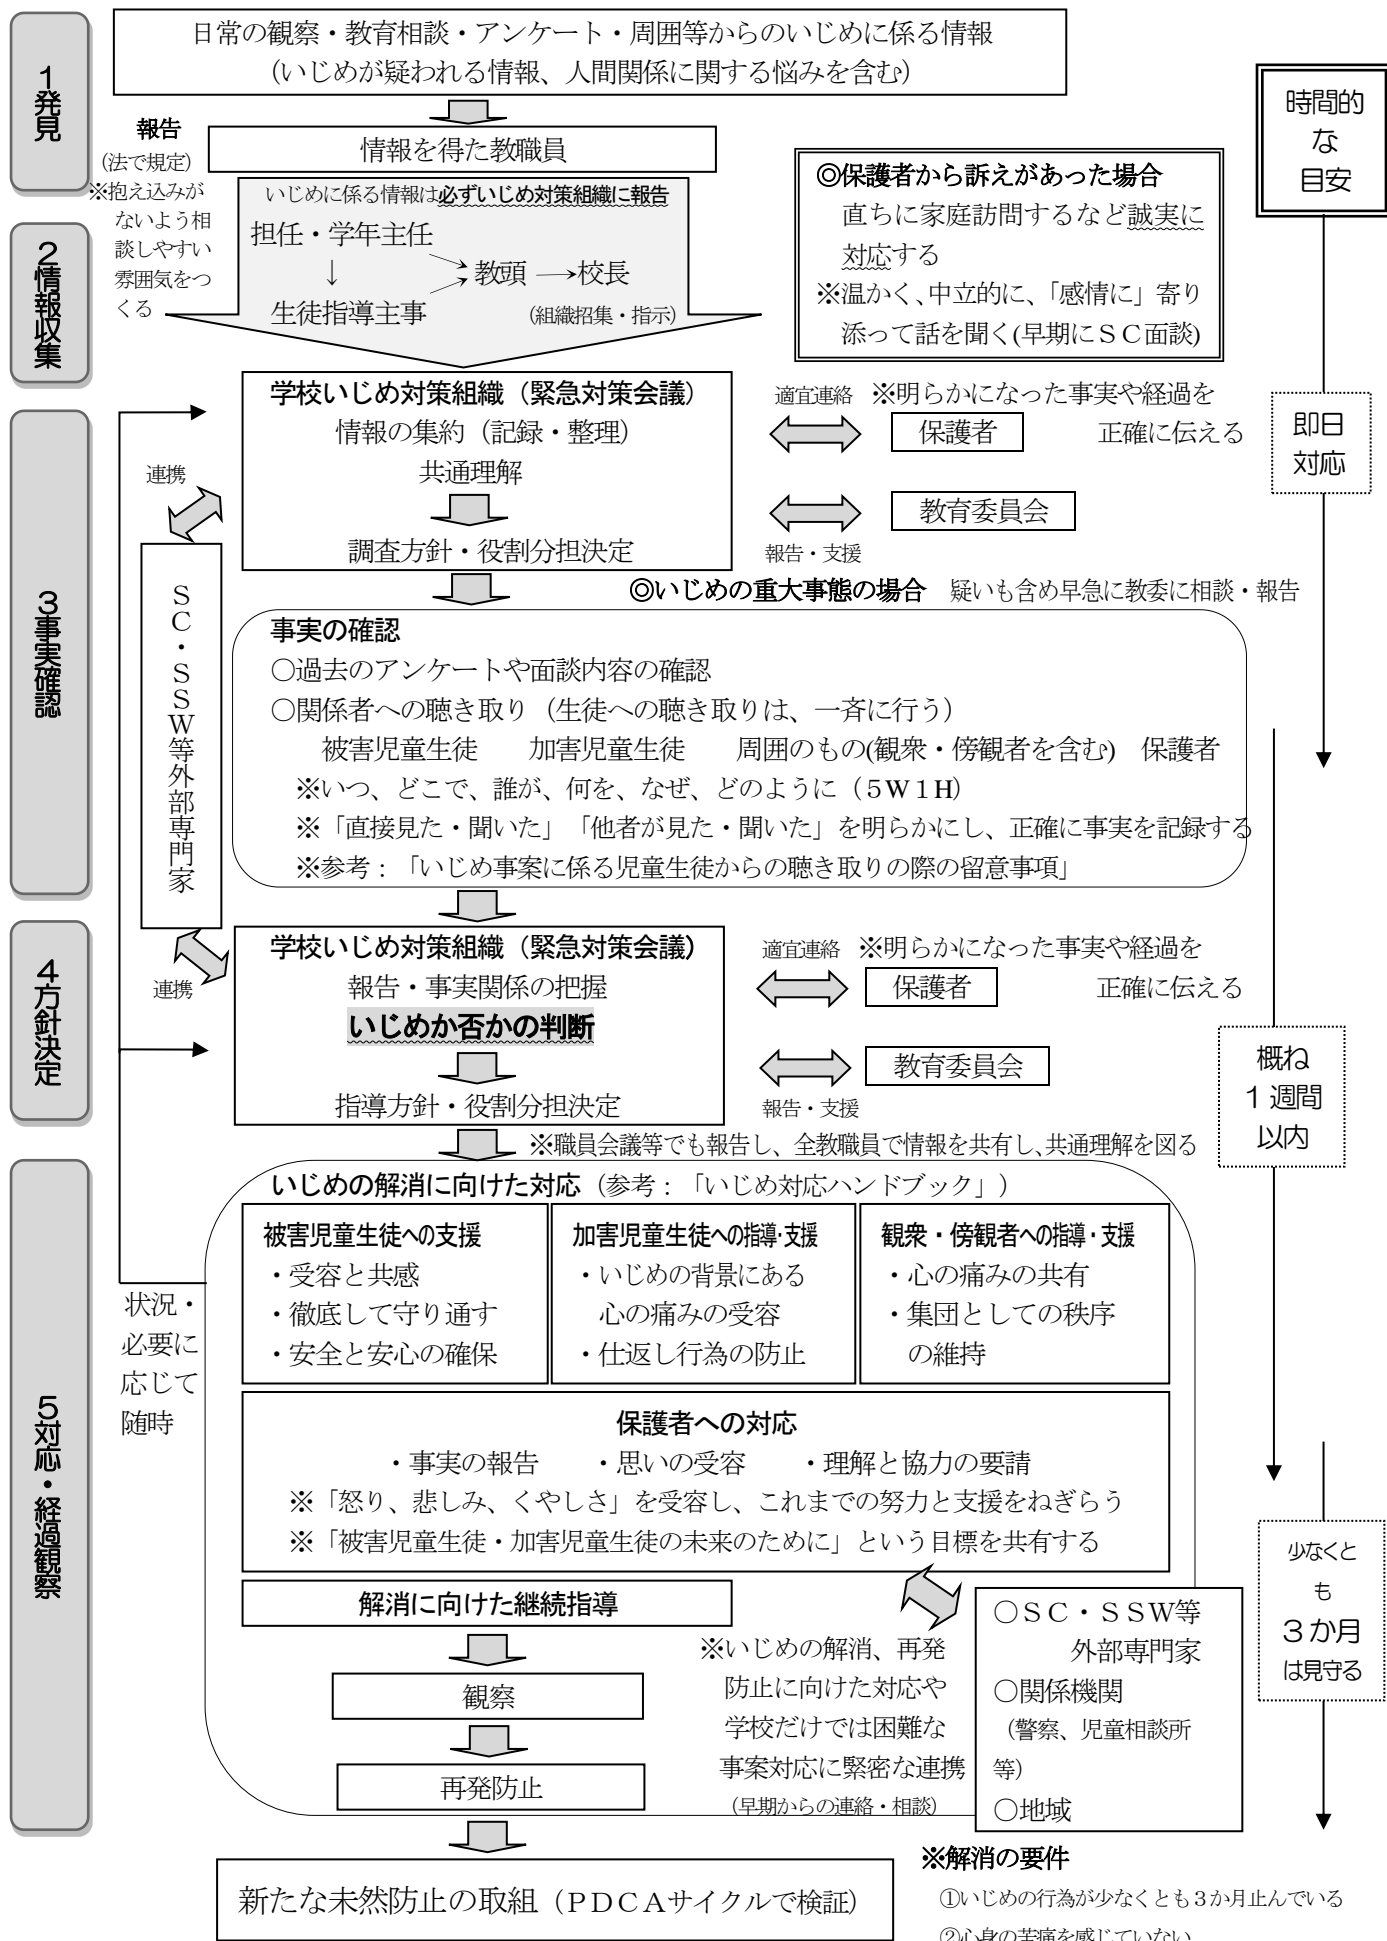 1発見
日常の観察・教育相談・アンケート・周囲等からのいじめに係る情報
(いじめが疑われる情報、人間関係に関する悩みを含む)
時間的
な
目安
報告
(法で規定)
※抱え込みが
ないよう相
談しやすい
雰囲気をつ
くる
情報を得た教職員
いじめに係る情報は必ずいじめ対策組織に報告
担任・学年主任
↓
教頭→校長
生徒指導主事
(組織招集・指示)
◎保護者から訴えがあった場合
直ちに家庭訪問するなど誠実に
対応する
※温かく、中立的に、「感情に」寄り
添って話を聞く(早期にＳＣ面談)
2情報収集
3事実確認
学校いじめ対策組織（緊急対策会議）
情報の集約（記録・整理）
共通理解
調査方針・役割分担決定
適宜連絡 ※明らかになった事実や経過を
保護者 正確に伝える
教育委員会
報告・支援
即日
対応
連携
ＳＣ・ＳＳＷ等外部専門家
◎いじめの重大事態の場合 疑いも含め早急に教委に相談・報告
事実の確認
○過去のアンケートや面談内容の確認
○関係者への聴き取り（生徒への聴き取りは、一斉に行う）
被害児童生徒 加害児童生徒 周囲のもの(観衆・傍観者を含む) 保護者
※いつ、どこで、誰が、何を、なぜ、どのように（５Ｗ１Ｈ）
※「直接見た・聞いた」「他者が見た・聞いた」を明らかにし、正確に事実を記録する
※参考：「いじめ事案に係る児童生徒からの聴き取りの際の留意事項」
4方針決定
連携
学校いじめ対策組織（緊急対策会議）
報告・事実関係の把握
いじめか否かの判断
指導方針・役割分担決定
適宜連絡 ※明らかになった事実や経過を
保護者 正確に伝える
教育委員会
報告・支援
概ね
１週間
以内
※職員会議等でも報告し、全教職員で情報を共有し、共通理解を図る
5対応・経過観察
いじめの解消に向けた対応（参考：「いじめ対応ハンドブック」）
被害児童生徒への支援
・受容と共感
・徹底して守り通す
・安全と安心の確保
加害児童生徒への指導・支援
・いじめの背景にある
心の痛みの受容
・仕返し行為の防止
観衆・傍観者への指導・支援
・心の痛みの共有
・集団としての秩序
の維持
状況・
必要に
応じて
随時
保護者への対応
・事実の報告 ・思いの受容 ・理解と協力の要請
※「怒り、悲しみ、くやしさ」を受容し、これまでの努力と支援をねぎらう
※「被害児童生徒・加害児童生徒の未来のために」という目標を共有する
解消に向けた継続指導
観察
再発防止
※いじめの解消、再発
防止に向けた対応や
学校だけでは困難な
事案対応に緊密な連携
(早期からの連絡・相談)
○ＳＣ・ＳＳＷ等
外部専門家
○関係機関
（警察、児童相談所
等）
○地域
少なくと
も
３か月
は見守る
新たな未然防止の取組（ＰＤＣＡサイクルで検証）
※解消の要件
①いじめの行為が少なくとも３か月止んでいる
②心身の苦痛を感じていない